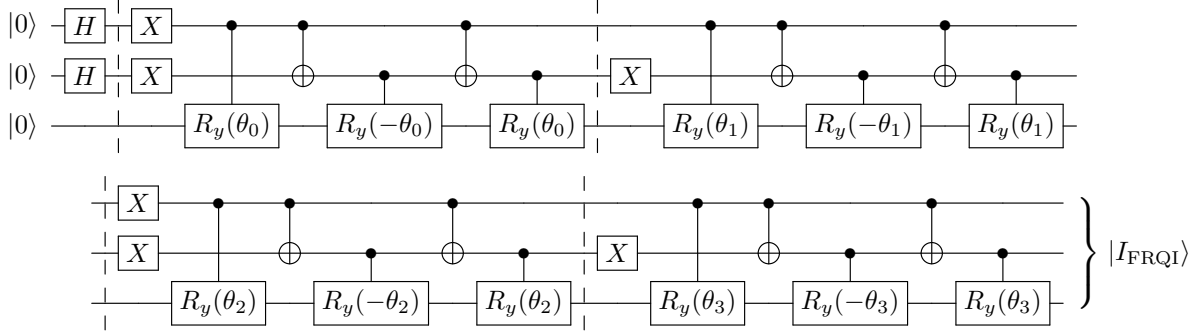 |0⟩ H X
|0⟩ H X X
|0⟩ R_y(θ_0) R_y(−θ_0) R_y(θ_0) R_y(θ_1) R_y(−θ_1) R_y(θ_1)
X
X X |I_FRQI⟩
R_y(θ_2) R_y(−θ_2) R_y(θ_2) R_y(θ_3) R_y(−θ_3) R_y(θ_3)